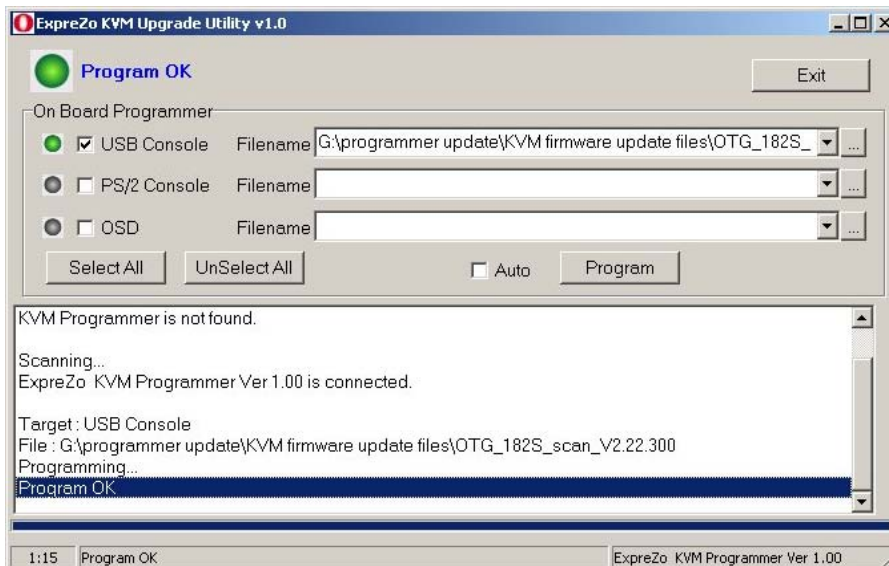 ExpreZo KVM Upgrade Utility v1.0
Program OK
Exit
On Board Programmer
USB Console Filename G:\programmer update\KVM firmware update files\OTG_182S_ ...
PS/2 Console Filename ...
OSD Filename ...
Select All UnSelect All Auto Program
KVM Programmer is not found.
Scanning...
ExpreZo KVM Programmer Ver 1.00 is connected.
Target : USB Console
File : G:\programmer update\KVM firmware update files\OTG_182S_scan_V2.22.300
Programming...
Program OK
1:15 Program OK ExpreZo KVM Programmer Ver 1.00